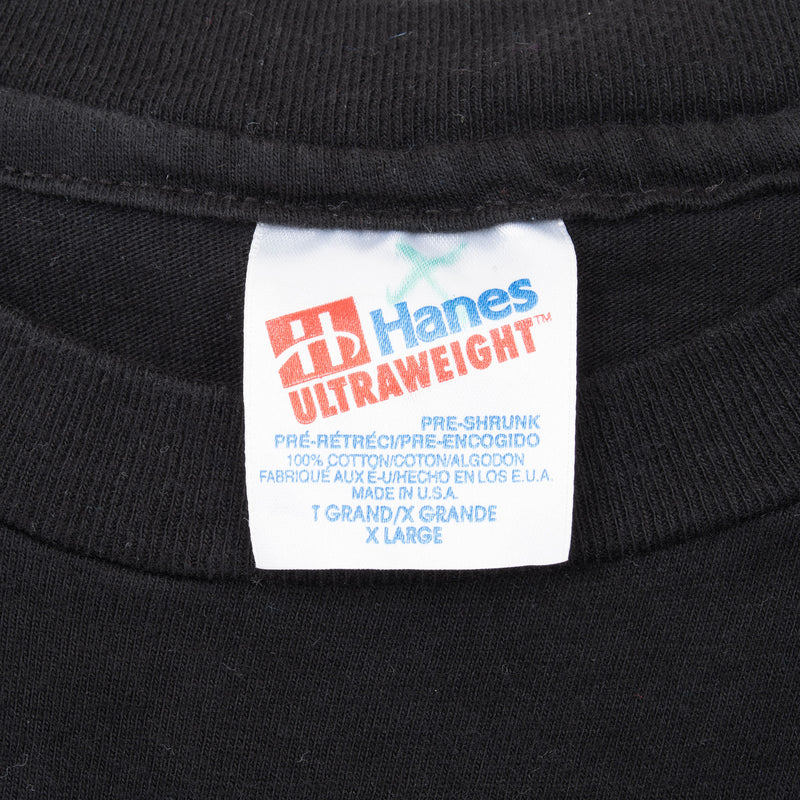 X
Hanes
ULTRAWEIGHT™
PRE-SHRUNK
PRÉ-RÉTRÉCI/PRE-ENCOGIDO
100% COTTON/COTON/ALGODON
FABRIQUÉ AUX É-U/HECHO EN LOS E.U.A.
MADE IN U.S.A.
T GRAND/X GRANDE
X LARGE